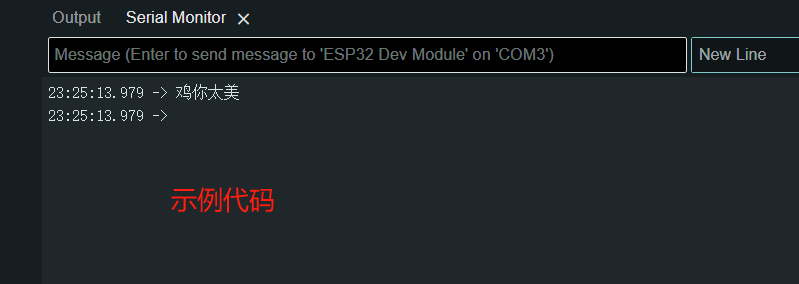 Output Serial Monitor ×
Message (Enter to send message to 'ESP32 Dev Module' on 'COM3') New Line
23:25:13.979 -> 鸡你太美
23:25:13.979 ->
示例代码